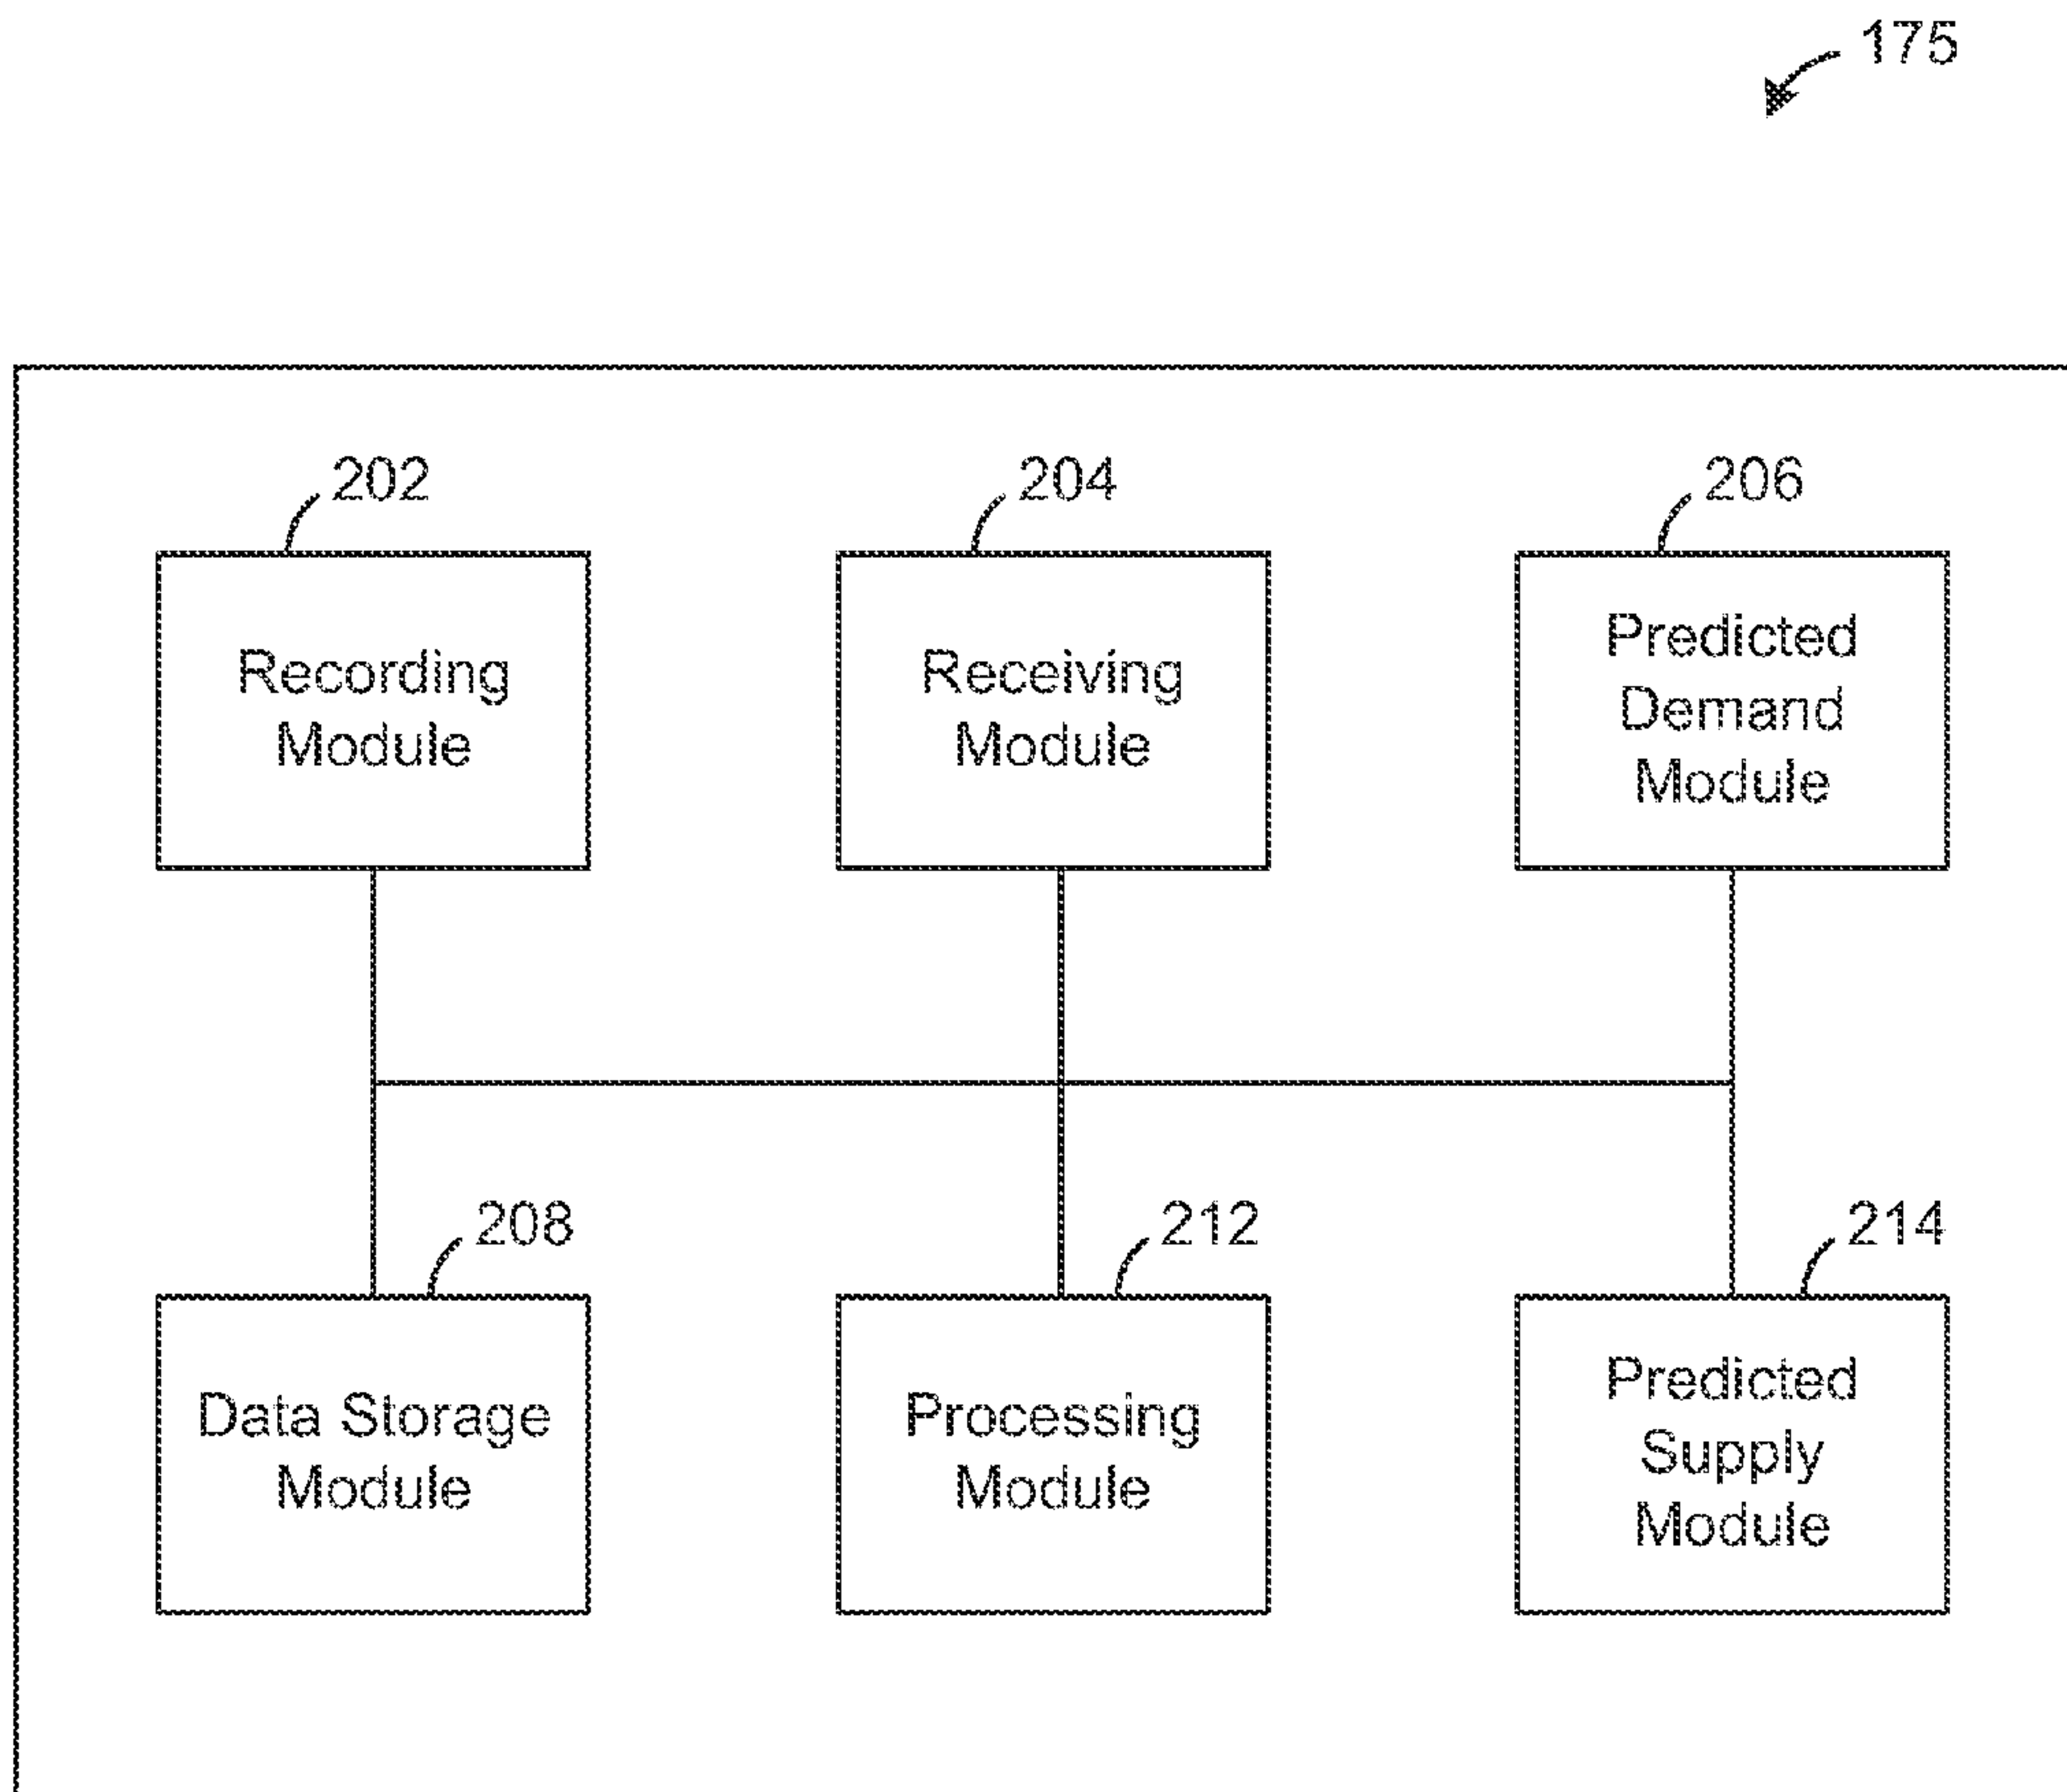 175
202
204
206
Recording
Module
Receiving
Module
Predicted
Demand
Module
208
212
214
Data Storage
Module
Processing
Module
Predicted
Supply
Module